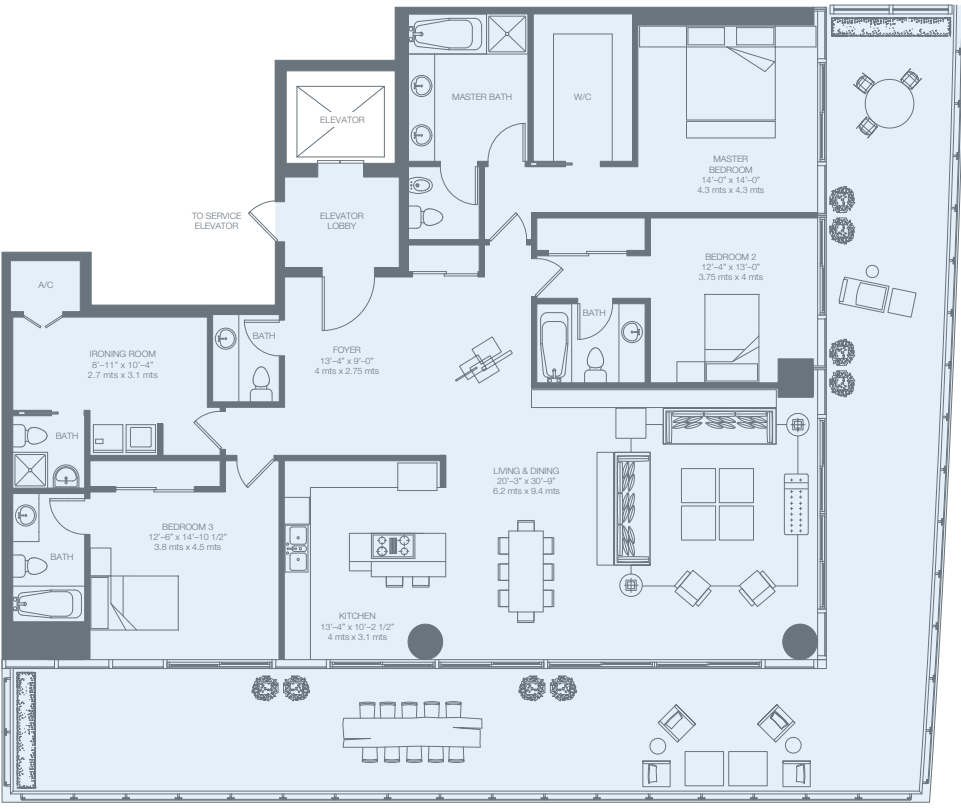 MASTER BATH
W/C
ELEVATOR
MASTER
BEDROOM
14'–0" x 14'–0"
4.3 mts x 4.3 mts
TO SERVICE
ELEVATOR
ELEVATOR
LOBBY
BEDROOM 2
12'–4" x 13'–0"
3.75 mts x 4 mts
A/C
BATH
BATH
FOYER
13'–4" x 9'–0"
4 mts x 2.75 mts
IRONING ROOM
8'–11" x 10'–4"
2.7 mts x 3.1 mts
BATH
LIVING & DINING
20'–3" x 30'–9"
6.2 mts x 9.4 mts
BEDROOM 3
12'–6" x 14'–10 1/2"
3.8 mts x 4.5 mts
BATH
KITCHEN
13'–4" x 10'–2 1/2"
4 mts x 3.1 mts